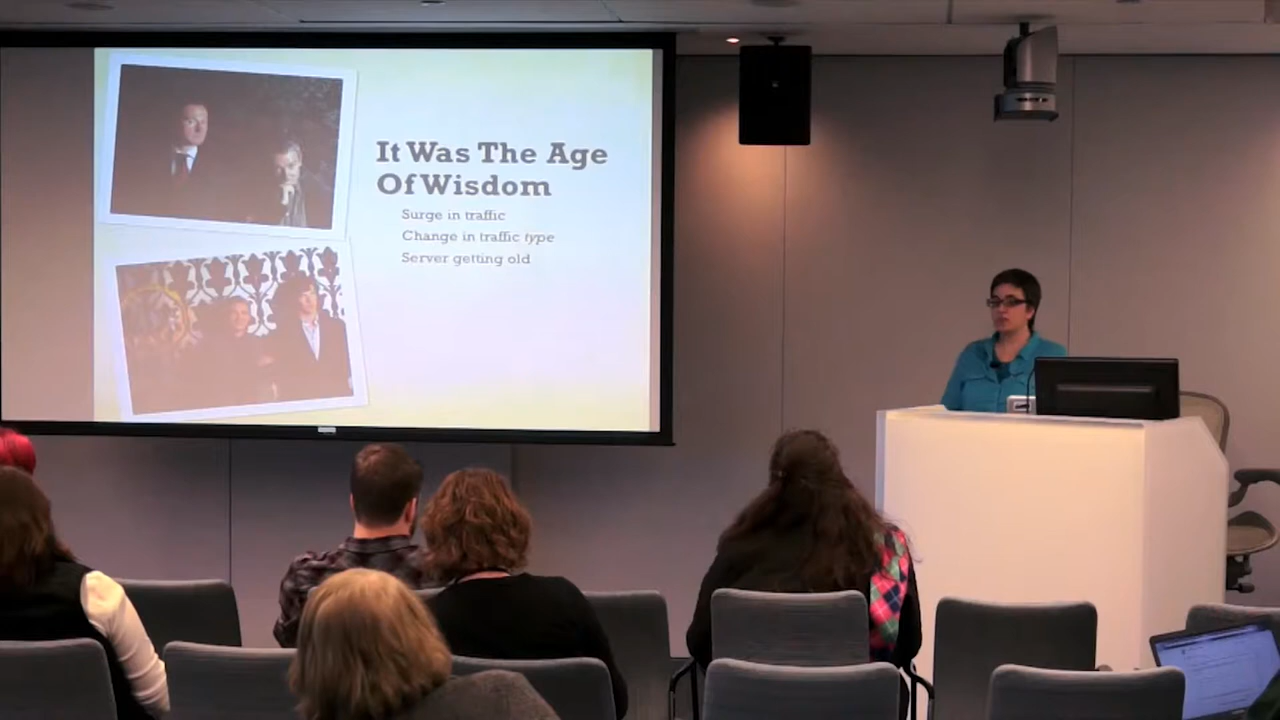 It Was The Age
Of Wisdom
Surge in traffic
Change in traffic type
Server getting old